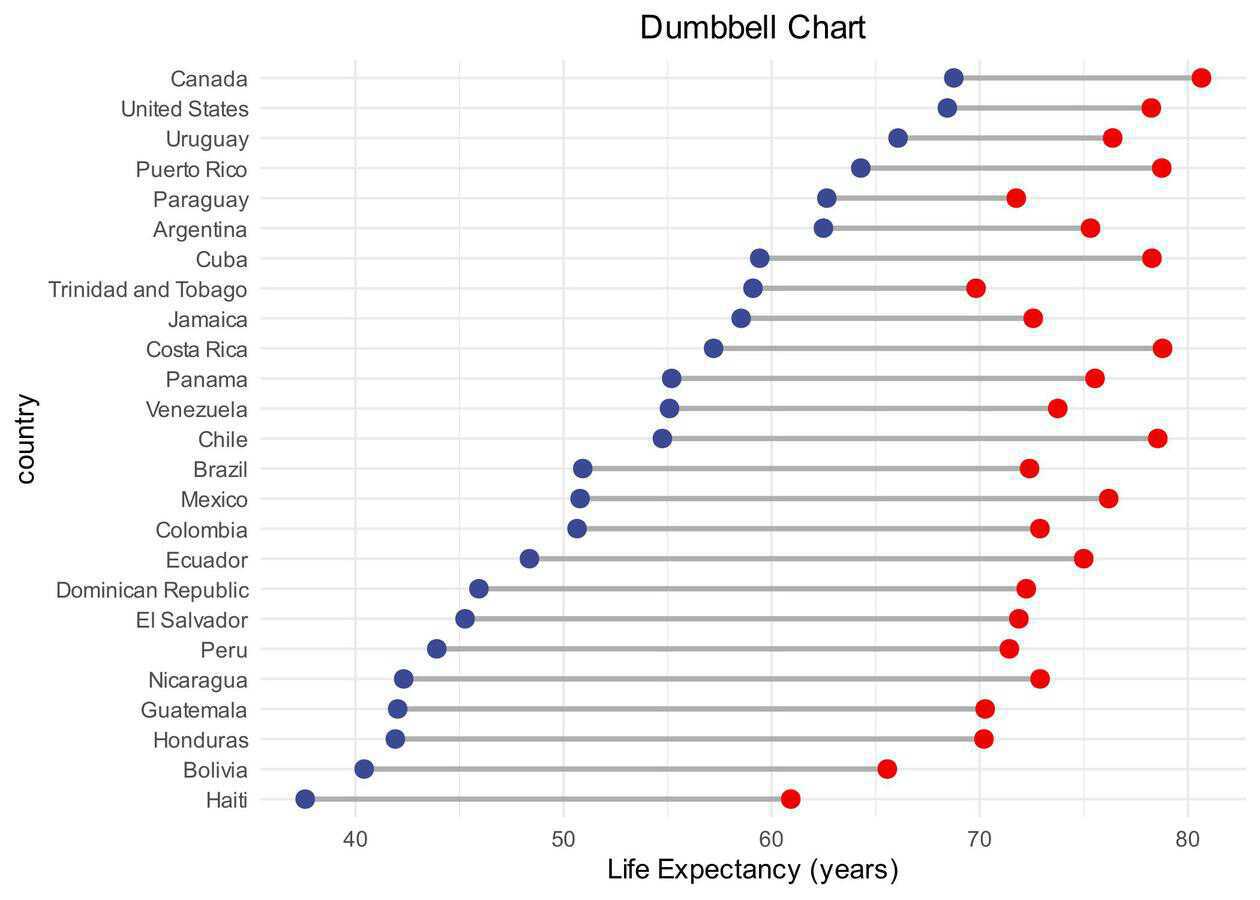 Dumbbell Chart
Canada
United States
Uruguay
Puerto Rico
Paraguay
Argentina
Cuba
Trinidad and Tobago
Jamaica
Costa Rica
Panama
Venezuela
Chile
Brazil
Mexico
Colombia
Ecuador
Dominican Republic
El Salvador
Peru
Nicaragua
Guatemala
Honduras
Bolivia
Haiti
country
40 50 60 70 80
Life Expectancy (years)